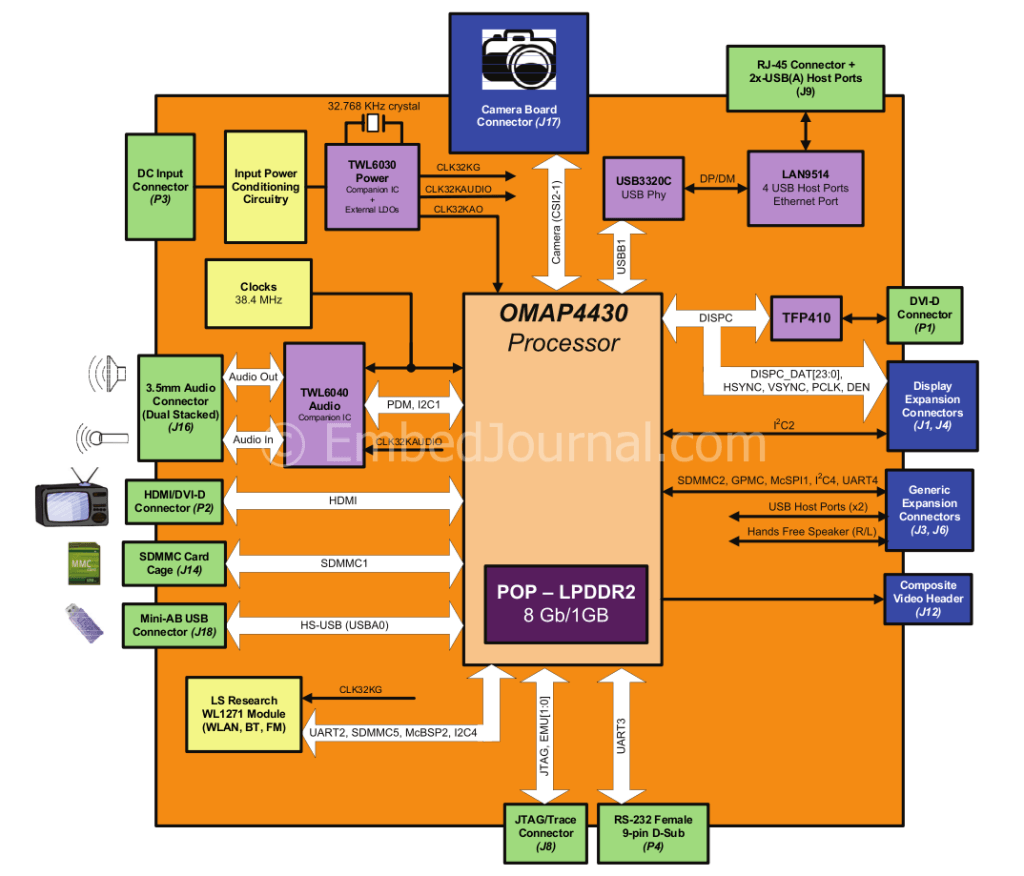 Camera Board
Connector (J17)
RJ-45 Connector +
2x-USB(A) Host Ports
(J9)
32.768 KHz crystal
DC Input
Connector
(P3)
Input Power
Conditioning
Circuitry
TWL6030
Power
Companion IC
+
External LDOs
CLK32KG
CLK32KAUDIO
CLK32KAO
Camera (CSI2-1)
USB3320C
USB Phy
DP/DM
LAN9514
4 USB Host Ports
Ethernet Port
USBB1
Clocks
38.4 MHz
OMAP4430
Processor
DISPC
TFP410
DVI-D
Connector
(P1)
DISPC_DAT[23:0],
HSYNC, VSYNC, PCLK, DEN
Display
Expansion
Connectors
(J1, J4)
I2C2
3.5mm Audio
Connector
(Dual Stacked)
(J16)
Audio Out
Audio In
TWL6040
Audio
Companion IC
PDM, I2C1
CLK32KAUDIO
© EmbedJournal.com
HDMI/DVI-D
Connector (P2)
HDMI
SDMMC2, GPMC, McSPI1, I2C4, UART4
USB Host Ports (x2)
Hands Free Speaker (R/L)
Generic
Expansion
Connectors
(J3, J6)
MMC
SDMMC Card
Cage (J14)
SDMMC1
POP – LPDDR2
8 Gb/1GB
Composite
Video Header
(J12)
Mini-AB USB
Connector (J18)
HS-USB (USBA0)
LS Research
WL1271 Module
(WLAN, BT, FM)
CLK32KG
UART2, SDMMC5, McBSP2, I2C4
JTAG, EMU[1:0]
UART3
JTAG/Trace
Connector
(J8)
RS-232 Female
9-pin D-Sub
(P4)